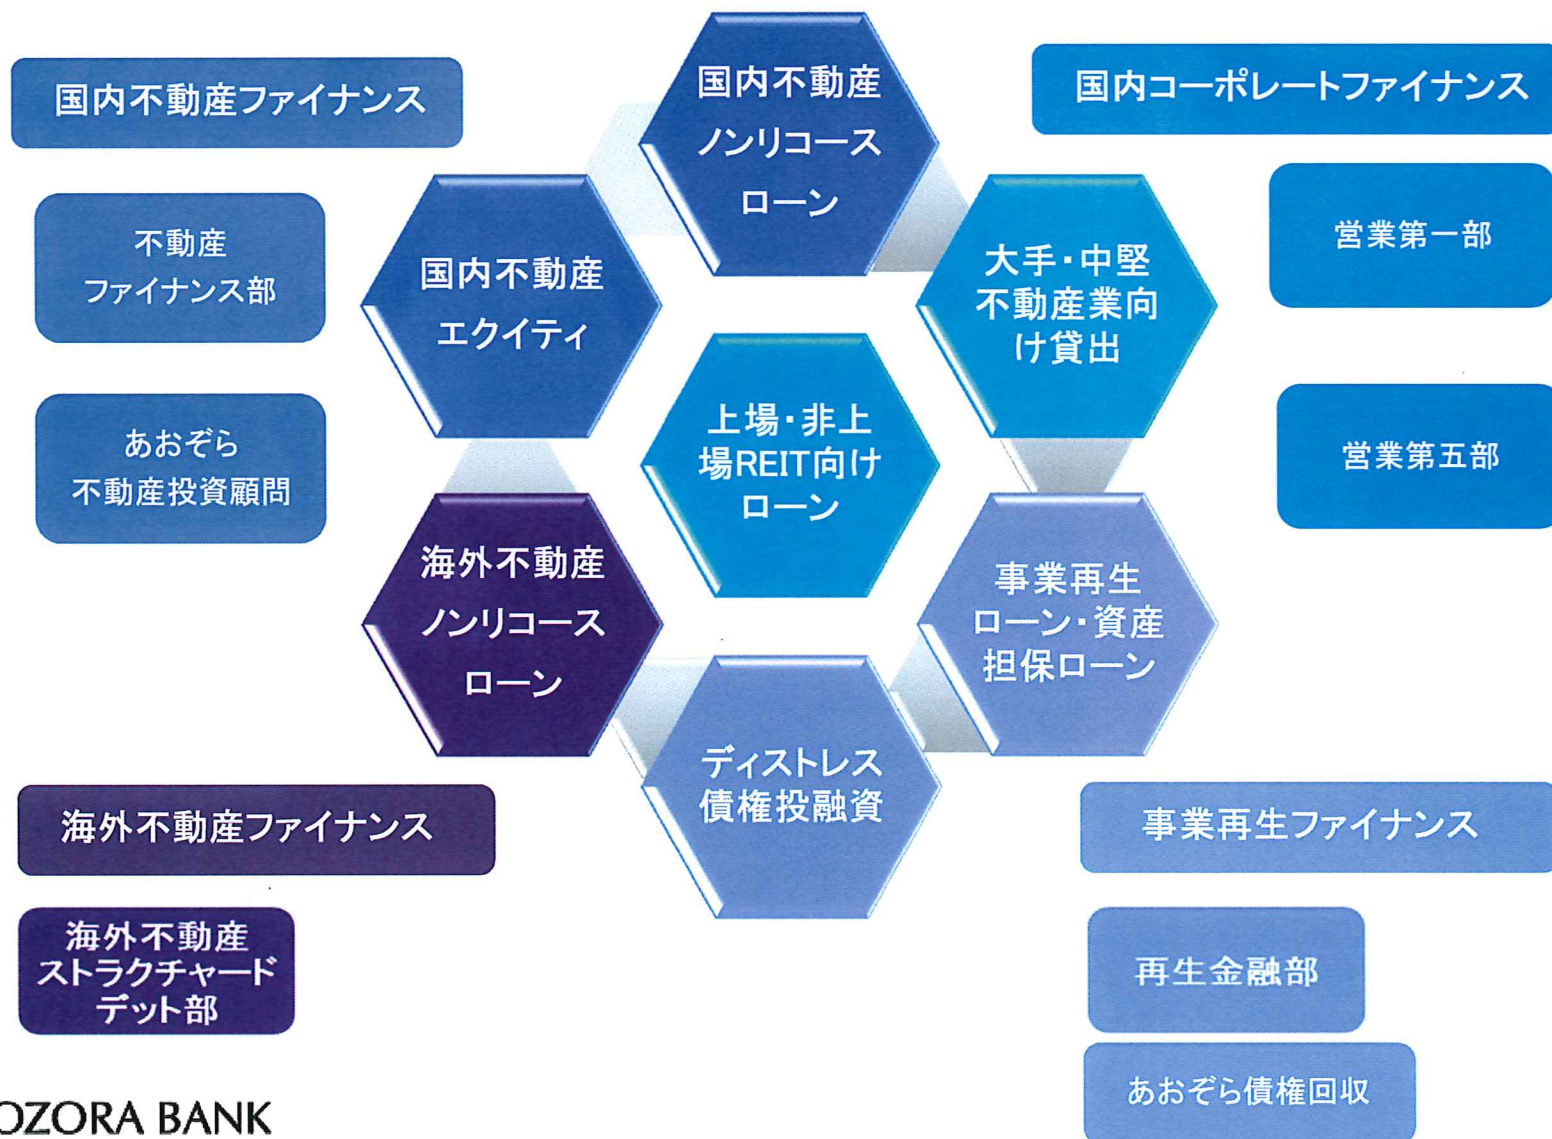 国内不動産ファイナンス
不動産
ファイナンス部
あおぞら
不動産投資顧問
国内不動産
ノンリコース
ローン
国内不動産
エクイティ
大手・中堅
不動産業向
け貸出
上場・非上
場REIT向け
ローン
海外不動産
ノンリコース
ローン
事業再生
ローン・資産
担保ローン
ディストレス
債権投融資
国内コーポレートファイナンス
営業第一部
営業第五部
海外不動産ファイナンス
海外不動産
ストラクチャード
デット部
事業再生ファイナンス
再生金融部
あおぞら債権回収
OZORA BANK